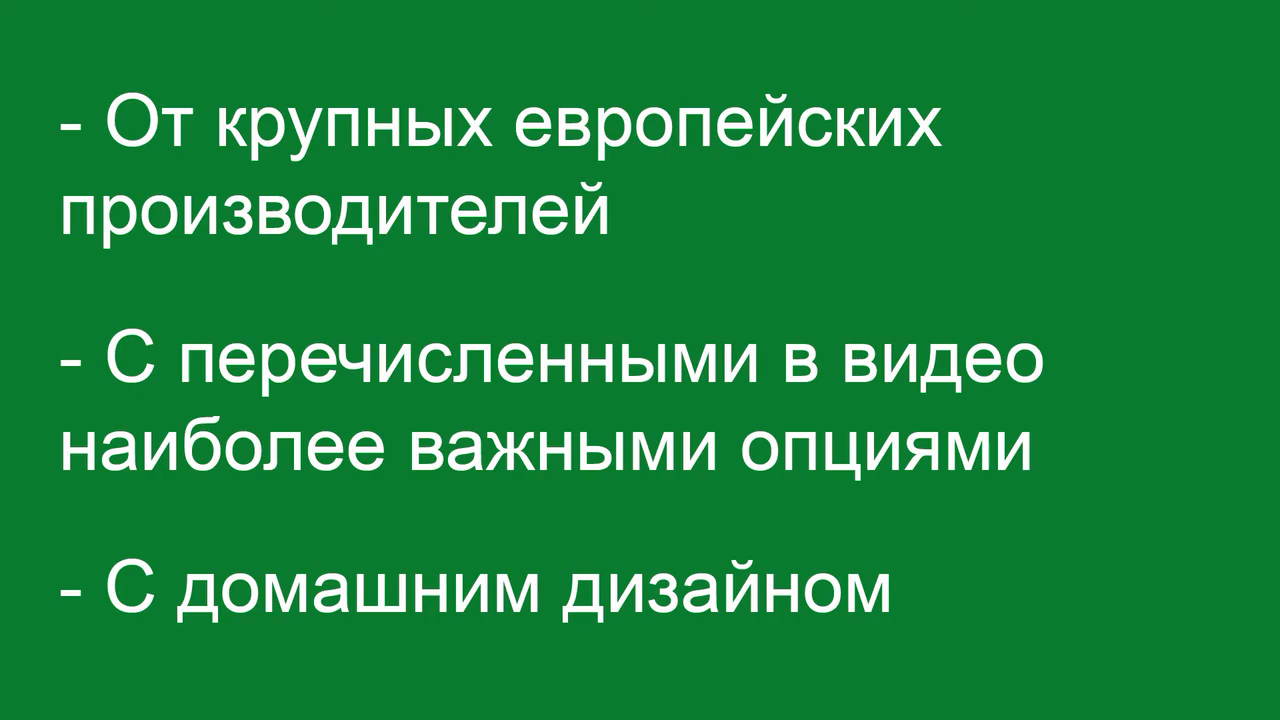 - От крупных европейских
производителей
- С перечисленными в видео
наиболее важными опциями
- С домашним дизайном